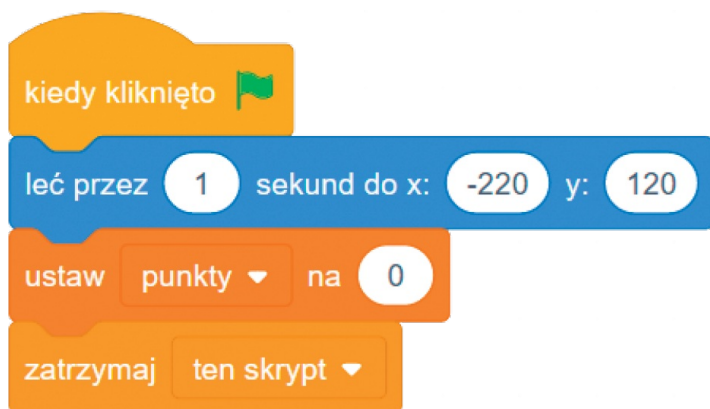 kiedy kliknięto
leć przez 1 sekund do x: -220 y: 120
ustaw punkty na 0
zatrzymaj ten skrypt